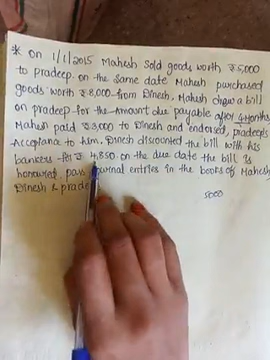 * On 1/1/2015 Mahesh sold goods worth ₹5,000
to pradeep. on the same date Mahesh purchased
goods worth ₹8,000 from Dinesh. Mahesh drew a bill
on pradeep for the Amount due payable after 4 Months
Mahesh paid ₹3,000 to Dinesh and endorsed, pradeep's
Acceptance to him, Dinesh discounted the bill with his
bankers for ₹ 4,850 on the due date the bill is
honoured, pass journal entries in the books of Mahesh
Dinesh &
5000